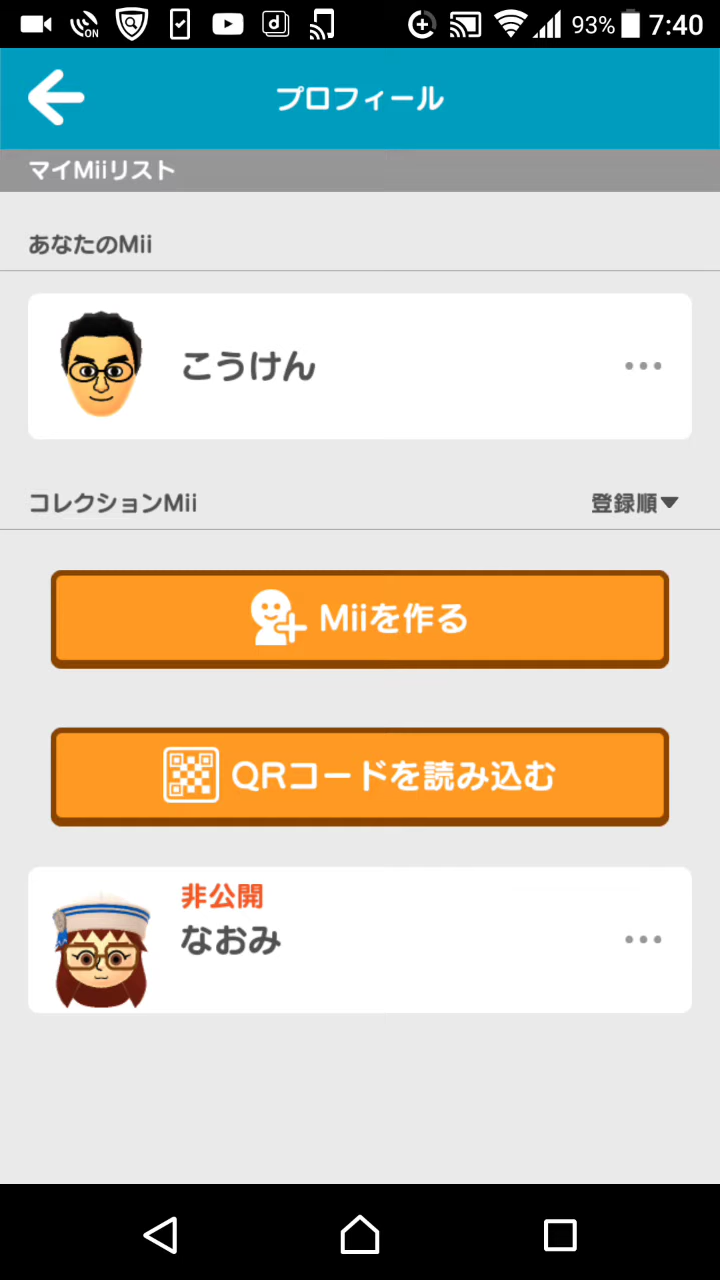 93% 7:40
プロフィール
マイMiiリスト
あなたのMii
こうけん
コレクションMii 登録順▼
Miiを作る
QRコードを読み込む
非公開
なおみ